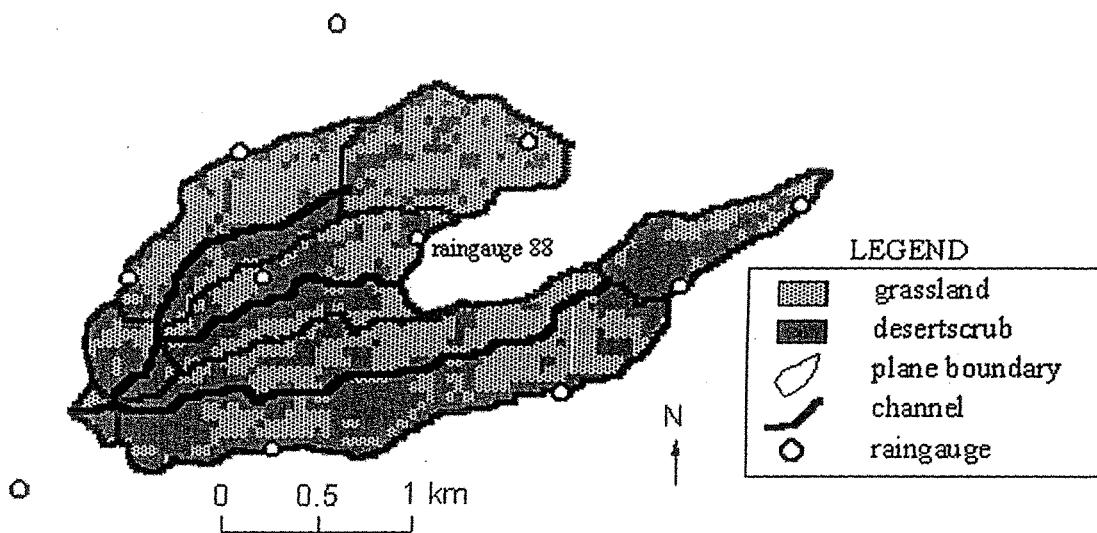 raingauge 88
LEGEND
grassland
desertscrub
plane boundary
channel
raingauge
N
0 0.5 1 km